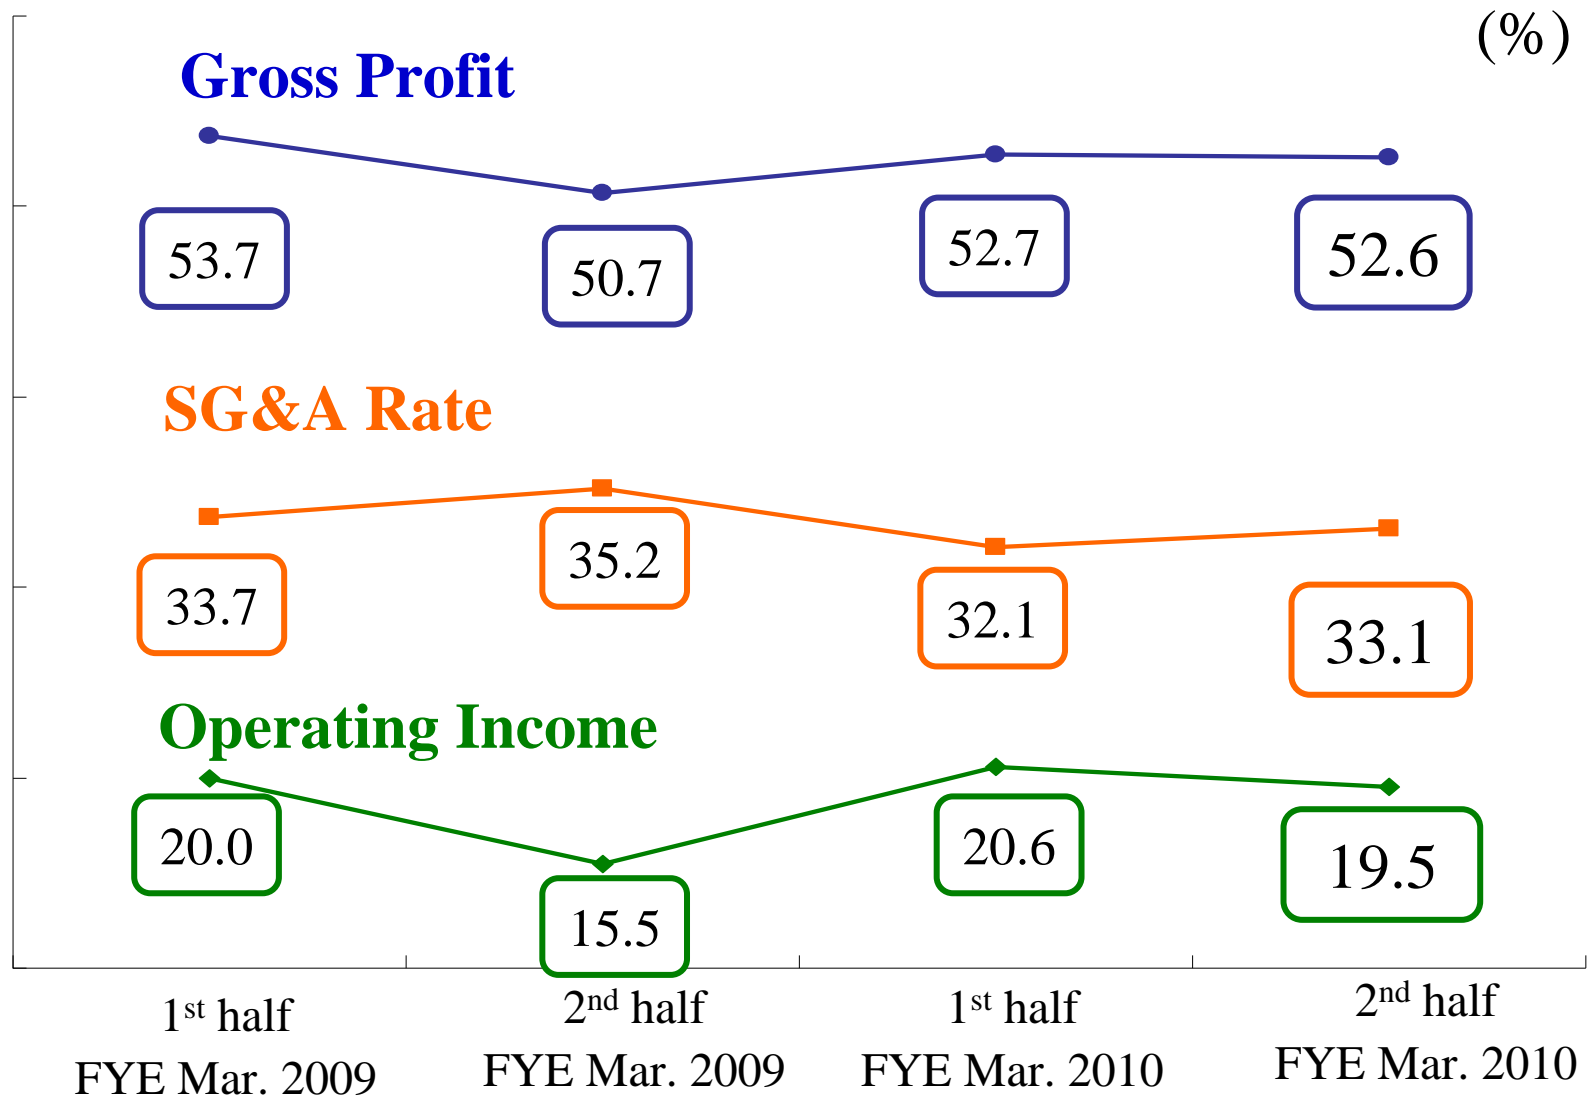 (%)
Gross Profit
53.7
50.7
52.7
52.6
SG&A Rate
33.7
35.2
32.1
33.1
Operating Income
20.0
15.5
20.6
19.5
1st half
FYE Mar. 2009
2nd half
FYE Mar. 2009
1st half
FYE Mar. 2010
2nd half
FYE Mar. 2010